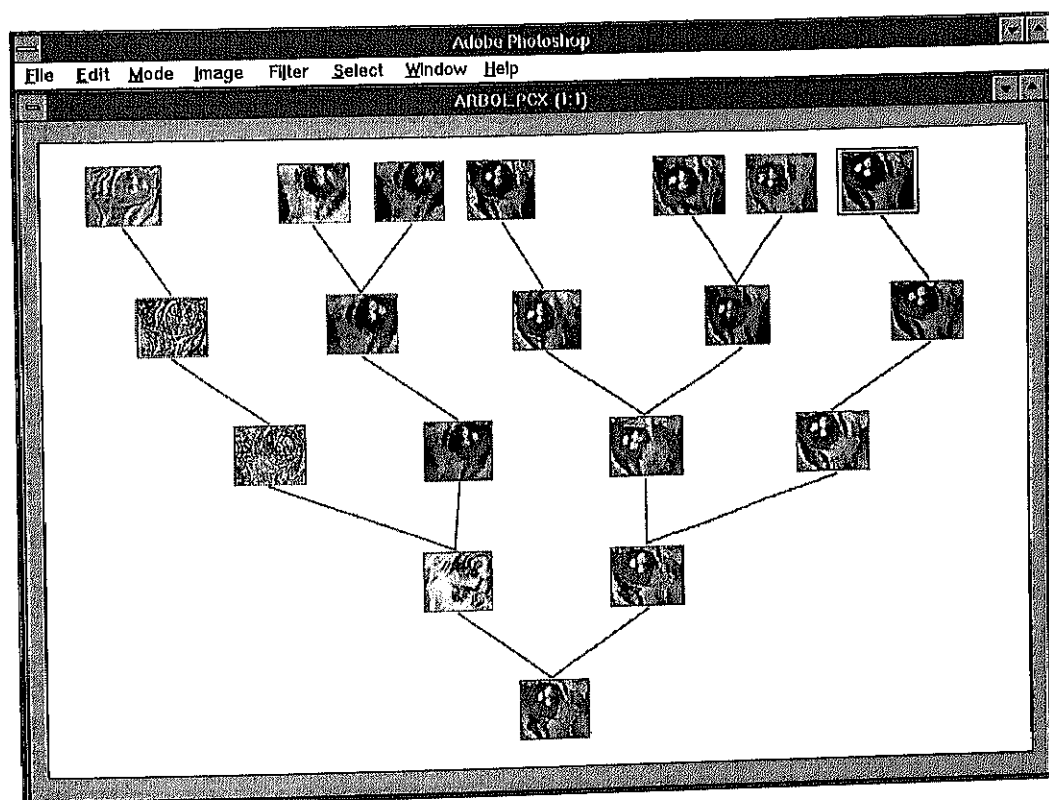 Adobe Photoshop
File Edit Mode Image Filter Select Window Help
ARBOL.PCX (1:1)